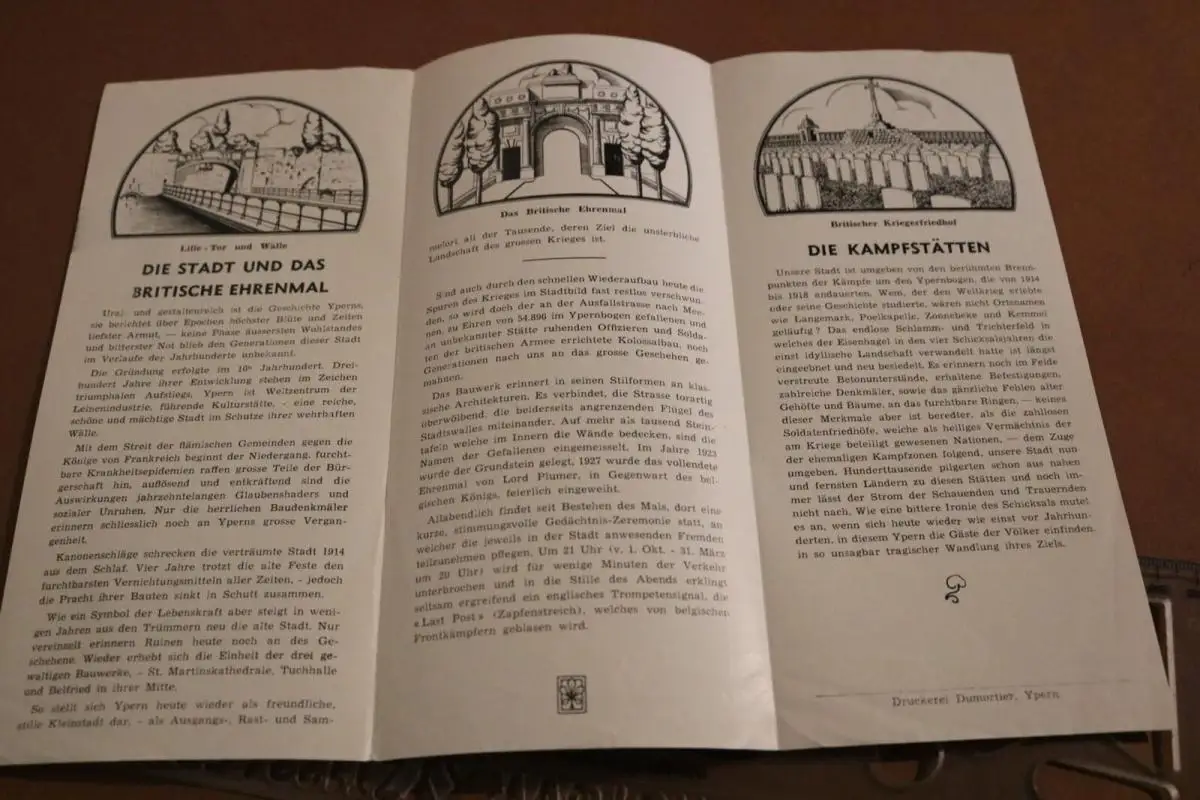 Lille-Tor und Wälle
DIE STADT UND DAS
BRITISCHE EHRENMAL
Ural- und gestaltenreich ist die Geschichte Yperns,
sie berichtet über Epochen höchster Blüte und Zeiten
tiefster Armut, — keine Phase äussersten Wohlstandes
und bitterster Not blieb den Generationen dieser Stadt
im Verlaufe der Jahrhunderte unbekannt.
Die Gründung erfolgte im 10n Jahrhundert. Drei-
hundert Jahre ihrer Entwicklung stehen im Zeichen
triumphalen Aufstiegs, Ypern ist Weltzentrum der
Leinenindustrie, führende Kulturstätte, - eine reiche,
schöne und mächtige Stadt im Schutze ihrer wehrhaften
Wälle.
Mit dem Streit der flämischen Gemeinden gegen die
Könige von Frankreich beginnt der Niedergang, furcht-
bare Krankheitsepidemien raffen grosse Teile der Bür-
gerschaft hin, auflösend und entkräftend sind die
Auswirkungen jahrzehntelangen Glaubenshaders und
sozialer Unruhen. Nur die herrlichen Baudenkmäler
erinnern schliesslich noch an Yperns grosse Vergan-
genheit.
Kanonenschläge schrecken die verträumte Stadt 1914
aus dem Schlaf. Vier Jahre trotzt die alte Feste den
furchtbarsten Vernichtungsmitteln aller Zeiten, - jedoch
die Pracht ihrer Bauten sinkt in Schutt zusammen.
Wie ein Symbol der Lebenskraft aber steigt in weni-
gen Jahren aus den Trümmern neu die alte Stadt. Nur
vereinzelt erinnern Ruinen heute noch an des Ge-
schehene. Wieder erhebt sich die Einheit der drei ge-
waltigen Bauwerke, - St. Martinskathedrale, Tuchhalle
und Belfried in ihrer Mitte.
So stellt sich Ypern heute wieder als freundliche,
stille Kleinstadt dar, - als Ausgangs-, Rast- und Sam-
Das Britische Ehrenmal
melort all der Tausende, deren Ziel die unsterbliche
Landschaft des grossen Krieges ist.
Sind auch durch den schnellen Wiederaufbau heute die
Spuren des Krieges im Stadtbild fast restlos verschwun-
den, so wird doch der an der Ausfallstrasse nach Mee-
nen, zu Ehren von 54.896 im Ypernbogen gefallenen und
an unbekannter Stätte ruhenden Offizieren und Solda-
ten der britischen Armee errichtete Kolossalbau, noch
Generationen nach uns an das grosse Geschehen ge-
mahnen.
Das Bauwerk erinnert in seinen Stilformen an klas-
sische Architekturen. Es verbindet, die Strasse torartig
überwölbend, die beiderseits angrenzenden Flügel des
Stadtwalles miteinander. Auf mehr als tausend Stein-
tafeln welche im Innern die Wände bedecken, sind die
Namen der Gefallenen eingemeisselt. Im Jahre 1923
wurde der Grundstein gelegt, 1927 wurde das vollendete
Ehrenmal von Lord Plumer, in Gegenwart des bel-
gischen Königs, feierlich eingeweiht.
Allabendlich findet seit Bestehen des Mals, dort eine
kurze, stimmungsvolle Gedächtnis-Zeremonie statt, an
welcher die jeweils in der Stadt anwesenden Fremden
teilzunehmen pflegen. Um 21 Uhr (v. 1. Okt. - 31. März
um 20 Uhr) wird für wenige Minuten der Verkehr
unterbrochen und in die Stille des Abends erklingt
seltsam ergreifend ein englisches Trompetensignal, die
«Last Post» (Zapfenstreich), welches von belgischen
Frontkämpfern geblasen wird.
Britischer Kriegerfriedhof
DIE KAMPFSTÄTTEN
Unsere Stadt ist umgeben von den berühmten Brenn-
punkten der Kämpfe um den Ypernbogen, die von 1914
bis 1918 andauerten. Wem, der den Weltkrieg erlebte
oder seine Geschichte studierte, wären nicht Ortsnamen
wie Langemark, Poelkapelle, Zonnebeke und Kemmel
geläufig? Das endlose Schlamm- und Trichterfeld in
welches der Eisenhagel in den vier Schicksalsjahren die
einst idyllische Landschaft verwandelt hatte ist längst
eingeebnet und neu besiedelt. Es erinnern noch im Felde
verstreute Betonunterstände, erhaltene Befestigungen,
zahlreiche Denkmäler, sowie das gänzliche Fehlen alter
Gehöfte und Bäume, an das furchtbare Ringen, — keines
dieser Merkmale aber ist beredter, als die zahllosen
Soldatenfriedhöfe, welche als heiliges Vermächtnis der
am Kriege beteiligt gewesenen Nationen, — dem Zuge
der ehemaligen Kampfzonen folgend, unsere Stadt nun
umgeben. Hunderttausende pilgerten schon aus nahen
und fernsten Ländern zu diesen Stätten und noch im-
mer lässt der Strom der Schauenden und Trauernden
nicht nach. Wie eine bittere Ironie des Schicksals mutet
es an, wenn sich heute wieder wie einst vor Jahrhun-
derten, in diesem Ypern die Gäste der Völker einfinden,
in so unsagbar tragischer Wandlung ihres Ziels.
Druckerei Dumortier, Ypern